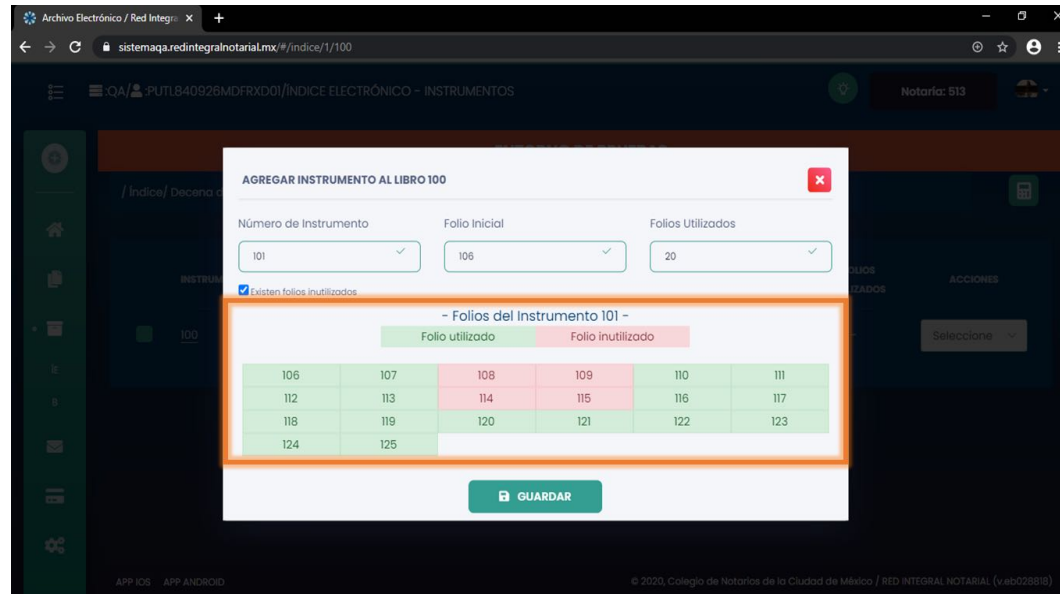 Archivo Electrónico / Red Integra
sistemaqa.redintegralnotarial.mx/#/indice/1/100
:QA/ :PUTL840926MDFRXD01/ÍNDICE ELECTRÓNICO - INSTRUMENTOS
Notaría: 513
/ Índice/ Decena d
AGREGAR INSTRUMENTO AL LIBRO 100
Número de Instrumento Folio Inicial Folios Utilizados
101 106 20
Existen folios inutilizados
INSTRUM OLIOS IZADOS ACCIONES
- Folios del Instrumento 101 -
Folio utilizado Folio inutilizado
100 Seleccione
106 107 108 109 110 111
112 113 114 115 116 117
118 119 120 121 122 123
124 125
GUARDAR
APP IOS APP ANDROID © 2020, Colegio de Notarios de la Ciudad de México / RED INTEGRAL NOTARIAL (v.eb028818)